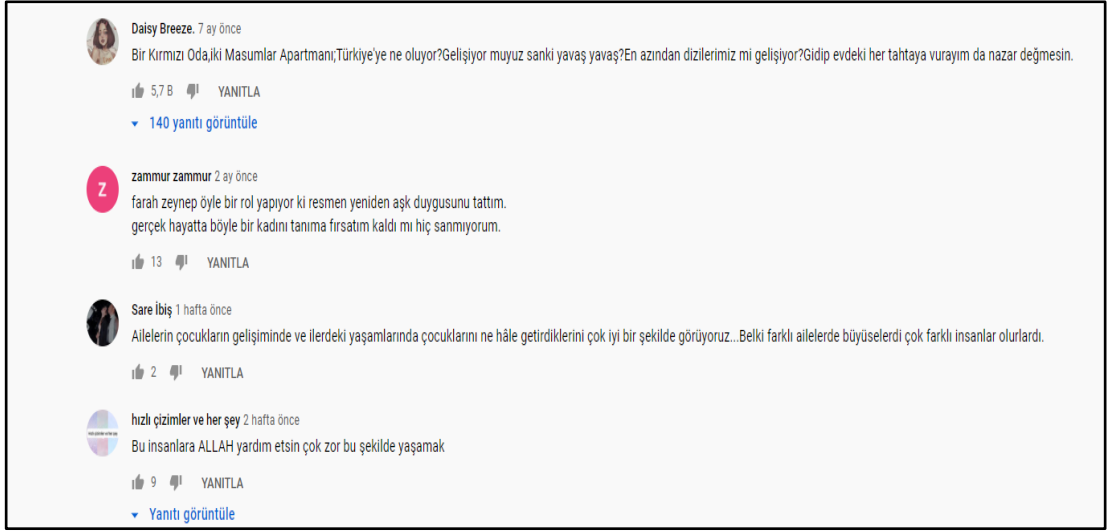 Daisy Breeze. 7 ay önce
Bir Kırmızı Oda,iki Masumlar Apartmanı;Türkiye'ye ne oluyor?Gelişiyor muyuz sanki yavaş yavaş?En azından dizilerimiz mi gelişiyor?Gidip evdeki her tahtaya vurayım da nazar değmesin.
5,7 B YANITLA
140 yanıtı görüntüle
Z
zammur zammur 2 ay önce
farah zeynep öyle bir rol yapıyor ki resmen yeniden aşk duygusunu tattım.
gerçek hayatta böyle bir kadını tanıma fırsatım kaldı mı hiç sanmıyorum.
13 YANITLA
Sare İbiş 1 hafta önce
Ailelerin çocukların gelişiminde ve ilerdeki yaşamlarında çocuklarını ne hâle getirdiklerini çok iyi bir şekilde görüyoruz...Belki farklı ailelerde büyüselerdi çok farklı insanlar olurlardı.
2 YANITLA
hızlı çizimler ve her şey 2 hafta önce
Bu insanlara ALLAH yardım etsin çok zor bu şekilde yaşamak
9 YANITLA
Yanıtı görüntüle